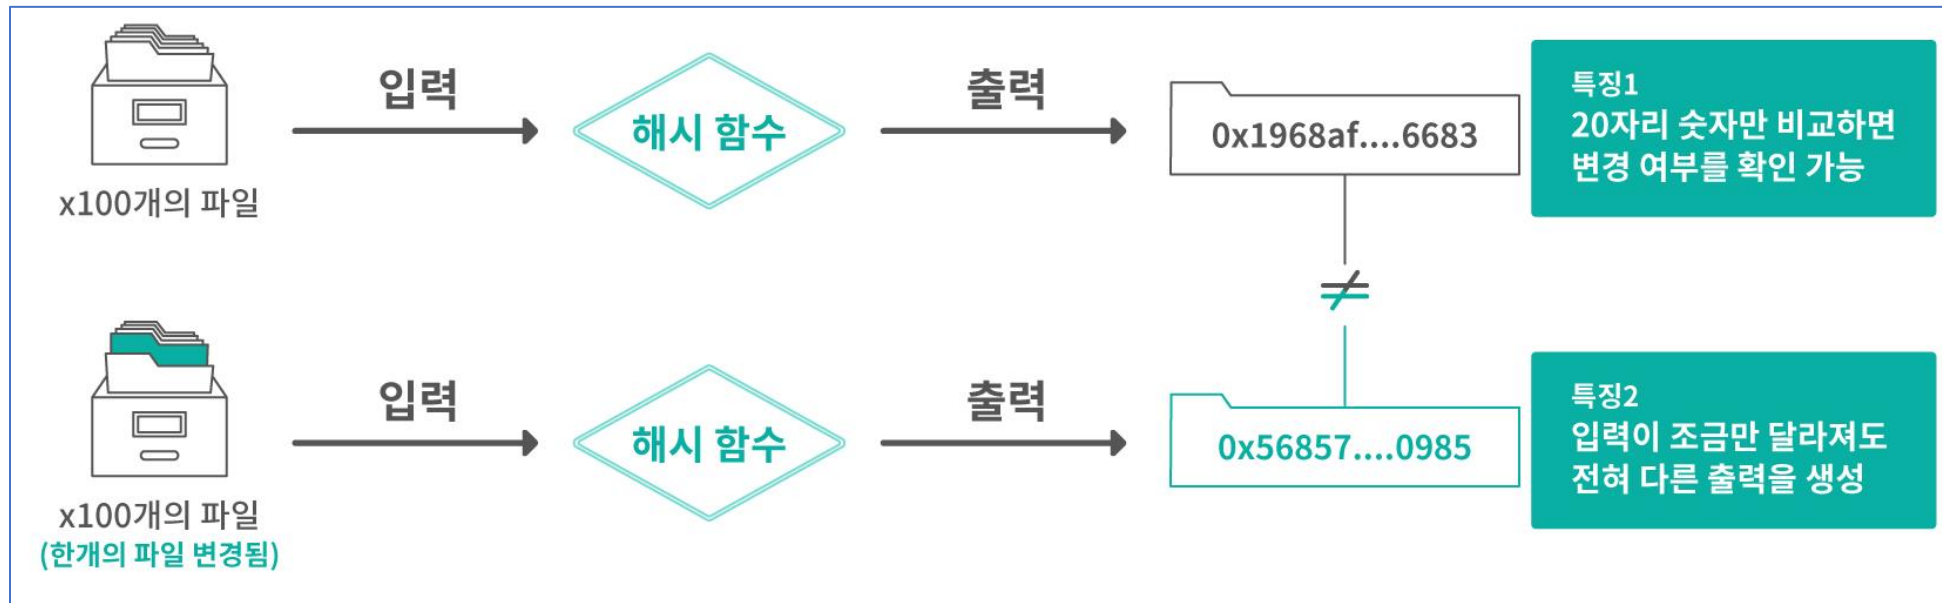 x100개의 파일
입력
해시 함수
출력
0x1968af....6683
특징1
20자리 숫자만 비교하면
변경 여부를 확인 가능
≠
x100개의 파일
(한개의 파일 변경됨)
입력
해시 함수
출력
0x56857....0985
특징2
입력이 조금만 달라져도
전혀 다른 출력을 생성